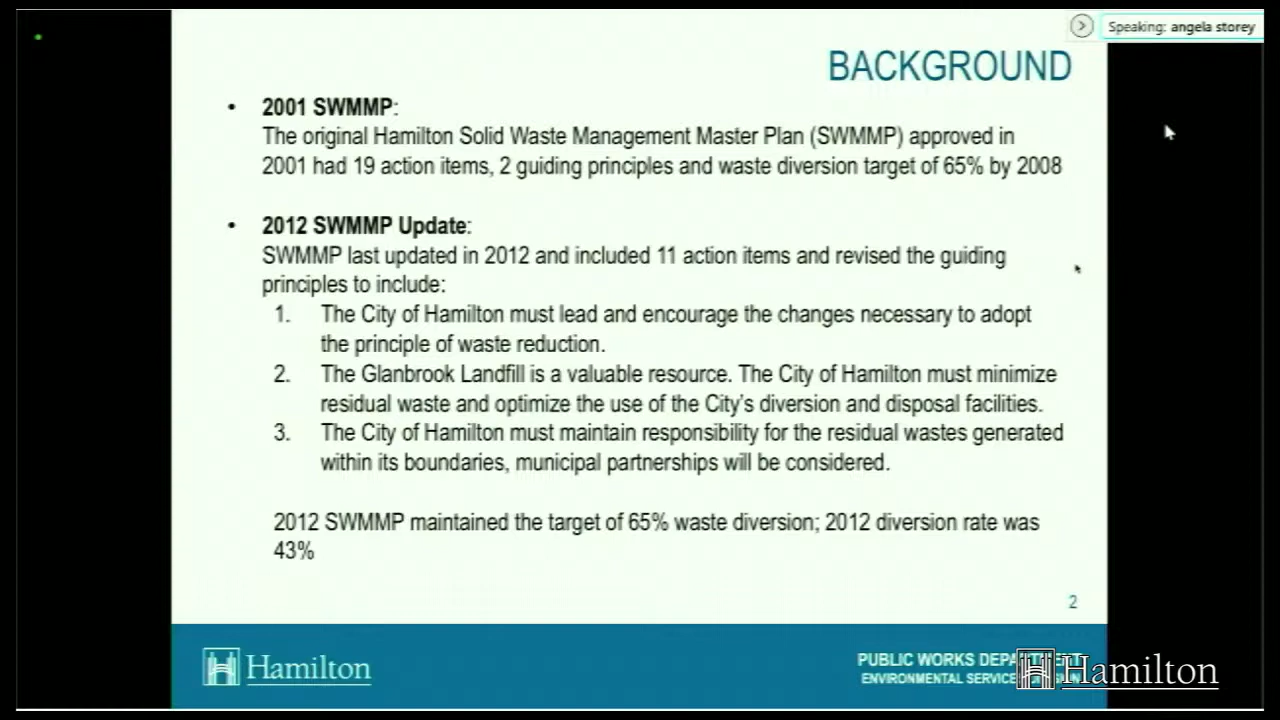 Speaking: angela storey
BACKGROUND
• 2001 SWMMP:
The original Hamilton Solid Waste Management Master Plan (SWMMP) approved in
2001 had 19 action items, 2 guiding principles and waste diversion target of 65% by 2008
• 2012 SWMMP Update:
SWMMP last updated in 2012 and included 11 action items and revised the guiding
principles to include:
1. The City of Hamilton must lead and encourage the changes necessary to adopt
the principle of waste reduction.
2. The Glanbrook Landfill is a valuable resource. The City of Hamilton must minimize
residual waste and optimize the use of the City's diversion and disposal facilities.
3. The City of Hamilton must maintain responsibility for the residual wastes generated
within its boundaries, municipal partnerships will be considered.
2012 SWMMP maintained the target of 65% waste diversion; 2012 diversion rate was
43%
2
Hamilton
PUBLIC WORKS
ENVIRONMENTAL
Hamilton